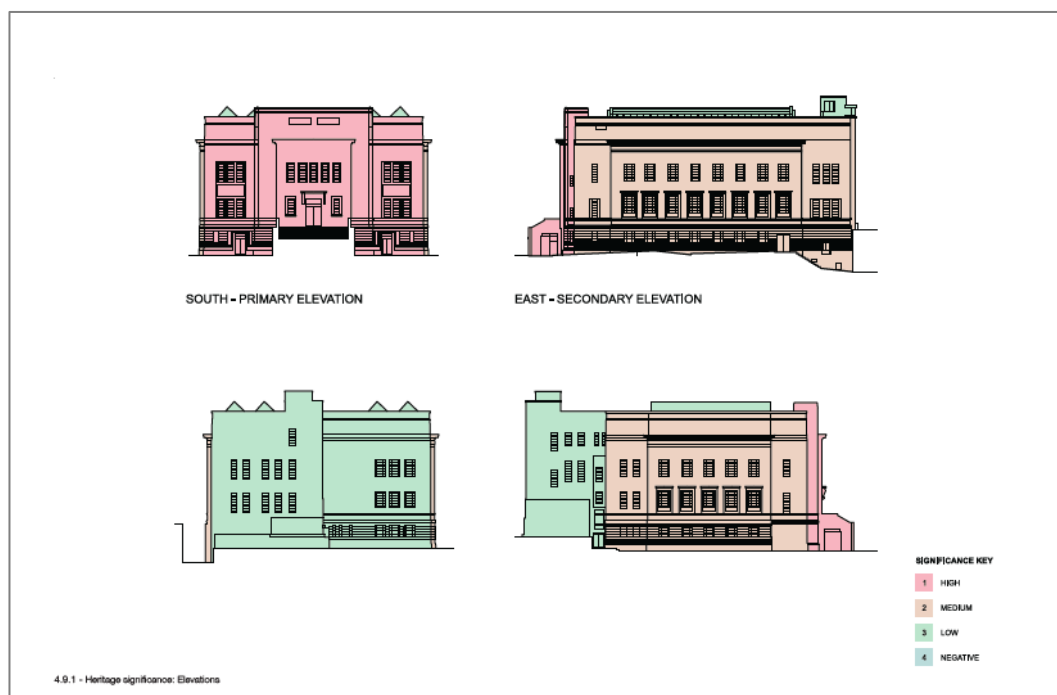 SOUTH - PRIMARY ELEVATION
EAST - SECONDARY ELEVATION
SIGNIFICANCE KEY
1 HIGH
2 MEDIUM
3 LOW
4 NEGATIVE
4.9.1 - Heritage significance: Elevations